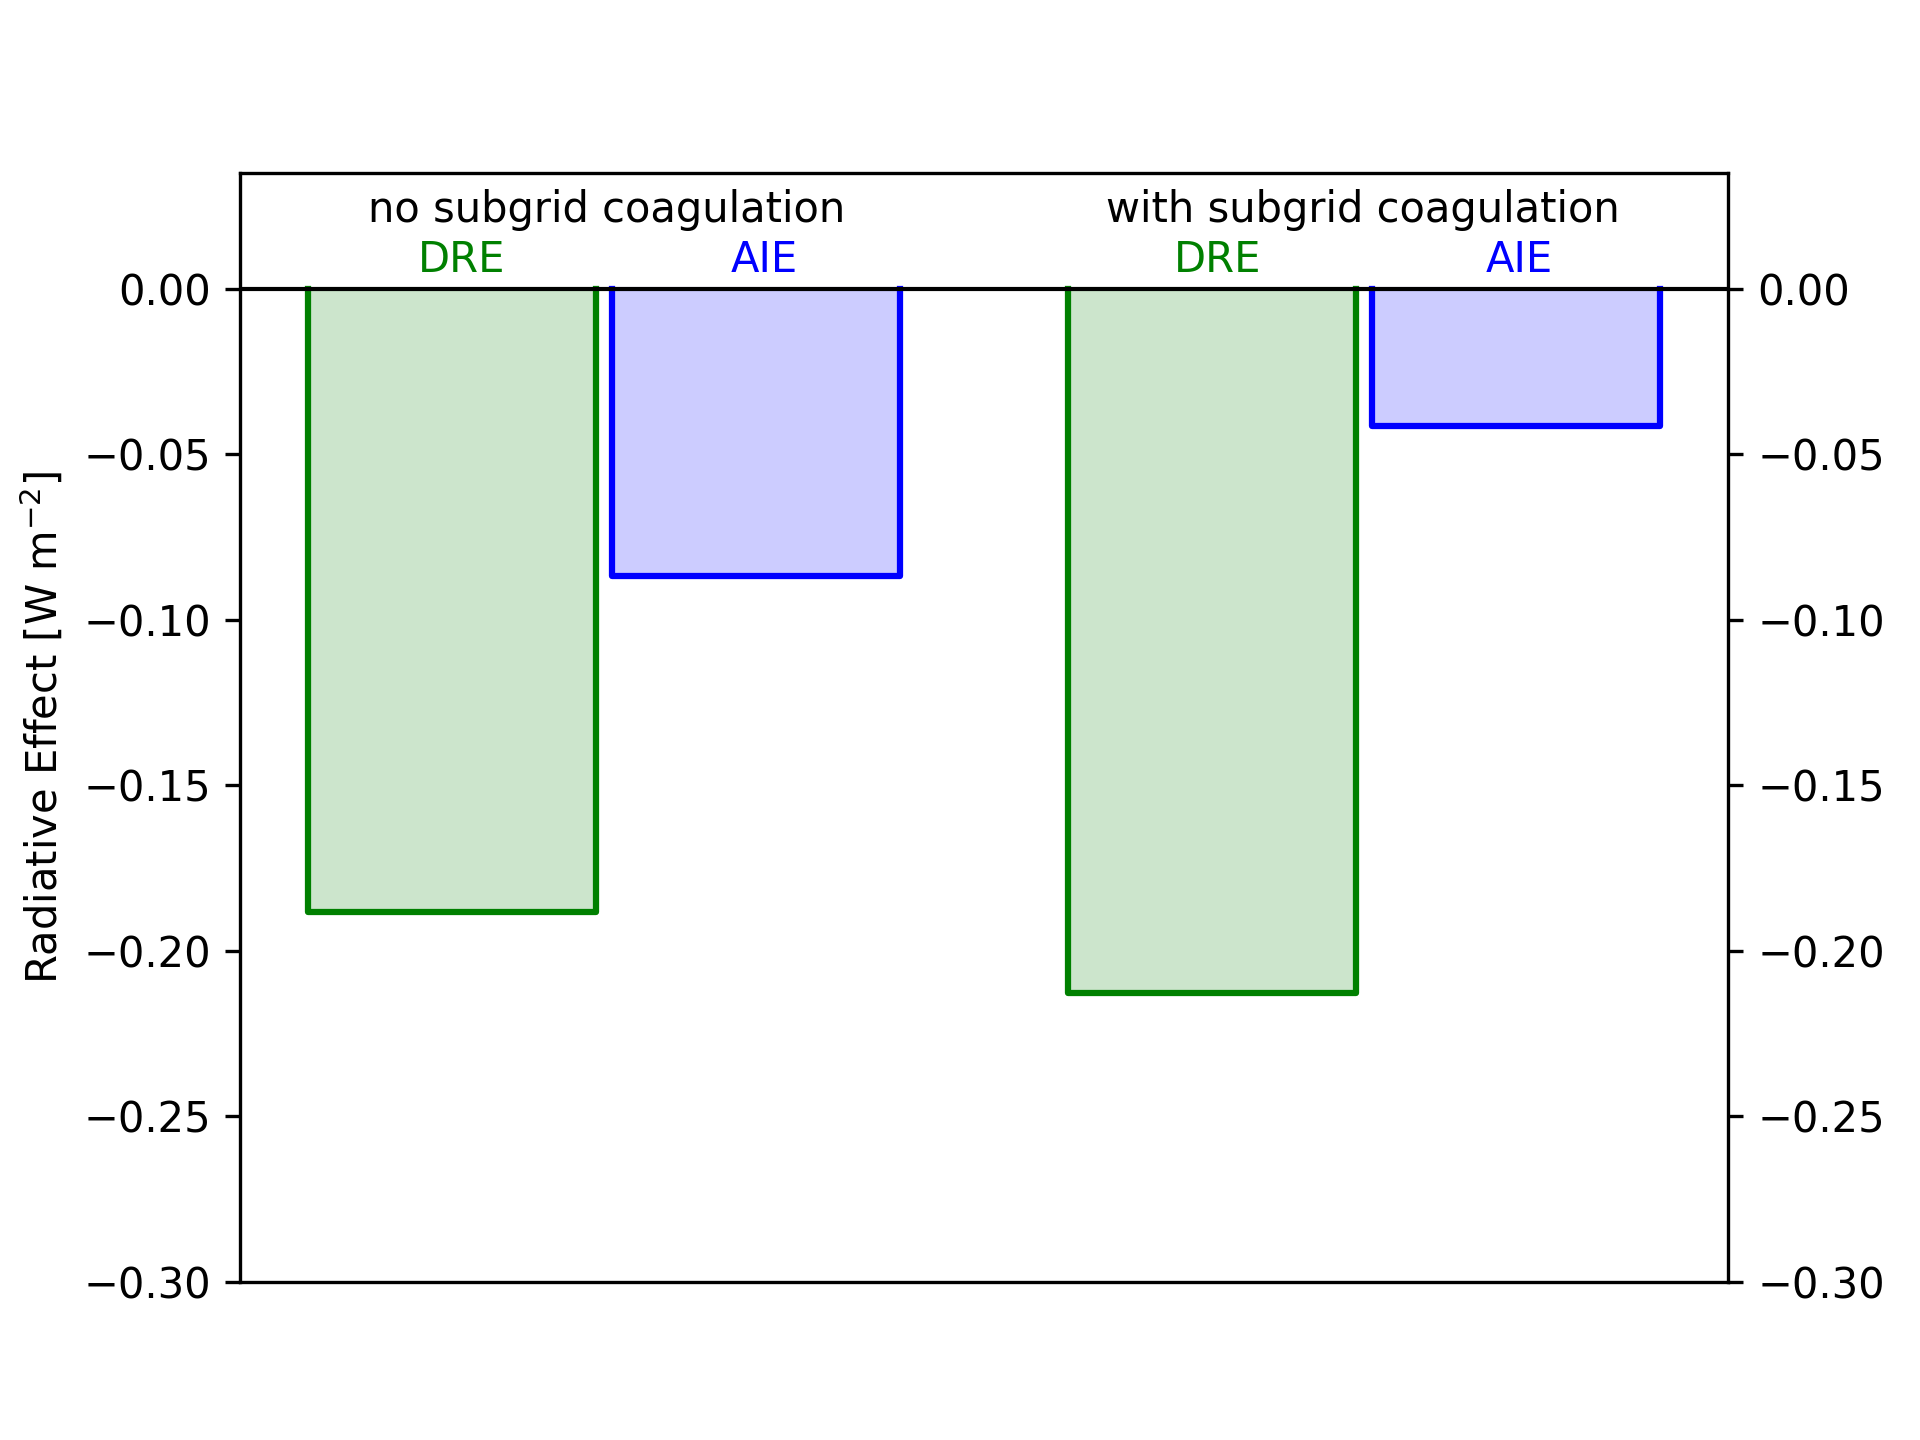 no subgrid coagulation
with subgrid coagulation
DRE
AIE
DRE
AIE
0.00
−0.05
−0.10
−0.15
−0.20
−0.25
−0.30
Radiative Effect [W m⁻²]
0.00
−0.05
−0.10
−0.15
−0.20
−0.25
−0.30